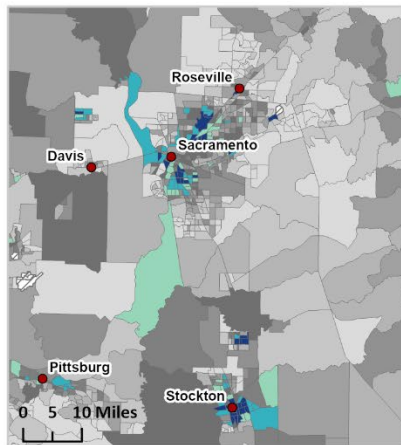 Roseville
Sacramento
Davis
Pittsburg
Stockton
0 5 10 Miles